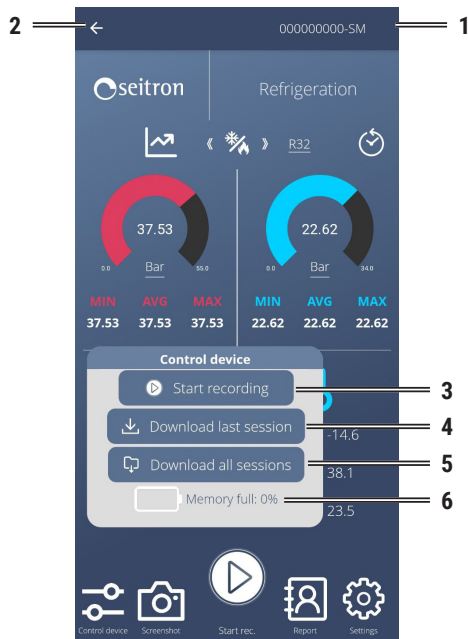 2
000000000-SM
1
seitron
Refrigeration
R32
37.53
22.62
0.0
Bar
55.0
0.0
Bar
34.0
MIN AVG MAX
MIN AVG MAX
37.53 37.53 37.53
22.62 22.62 22.62
Control device
Start recording
3
Download last session
4
-14.6
Download all sessions
5
38.1
Memory full: 0%
6
23.5
Control device
Screenshot
Start rec.
Report
Settings